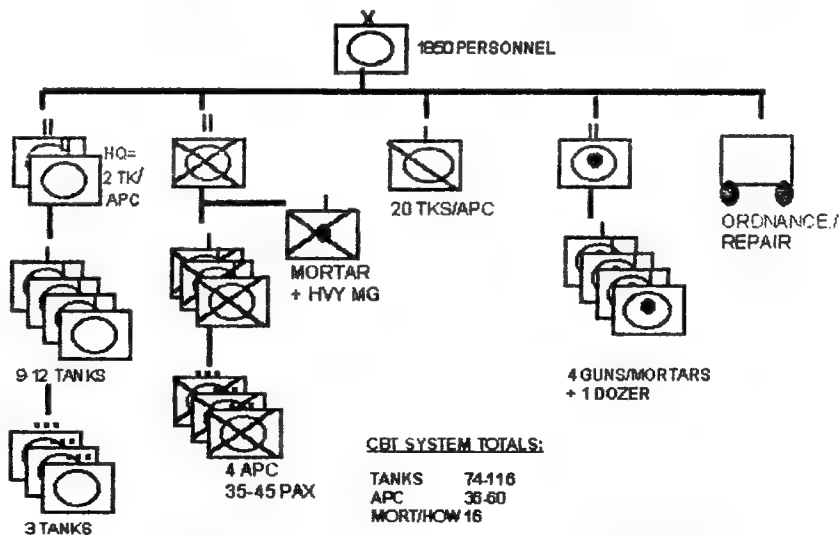 1850 PERSONNEL
HQ=
2 TK/
APC
20 TKS/APC
ORDNANCE/
REPAIR
MORTAR
+ HVY MG
9-12 TANKS
4 GUNS/MORTARS
+ 1 DOZER
4 APC
35-45 PAX
3 TANKS
CBT SYSTEM TOTALS:
TANKS 74-116
APC 36-60
MORT/HOW 16